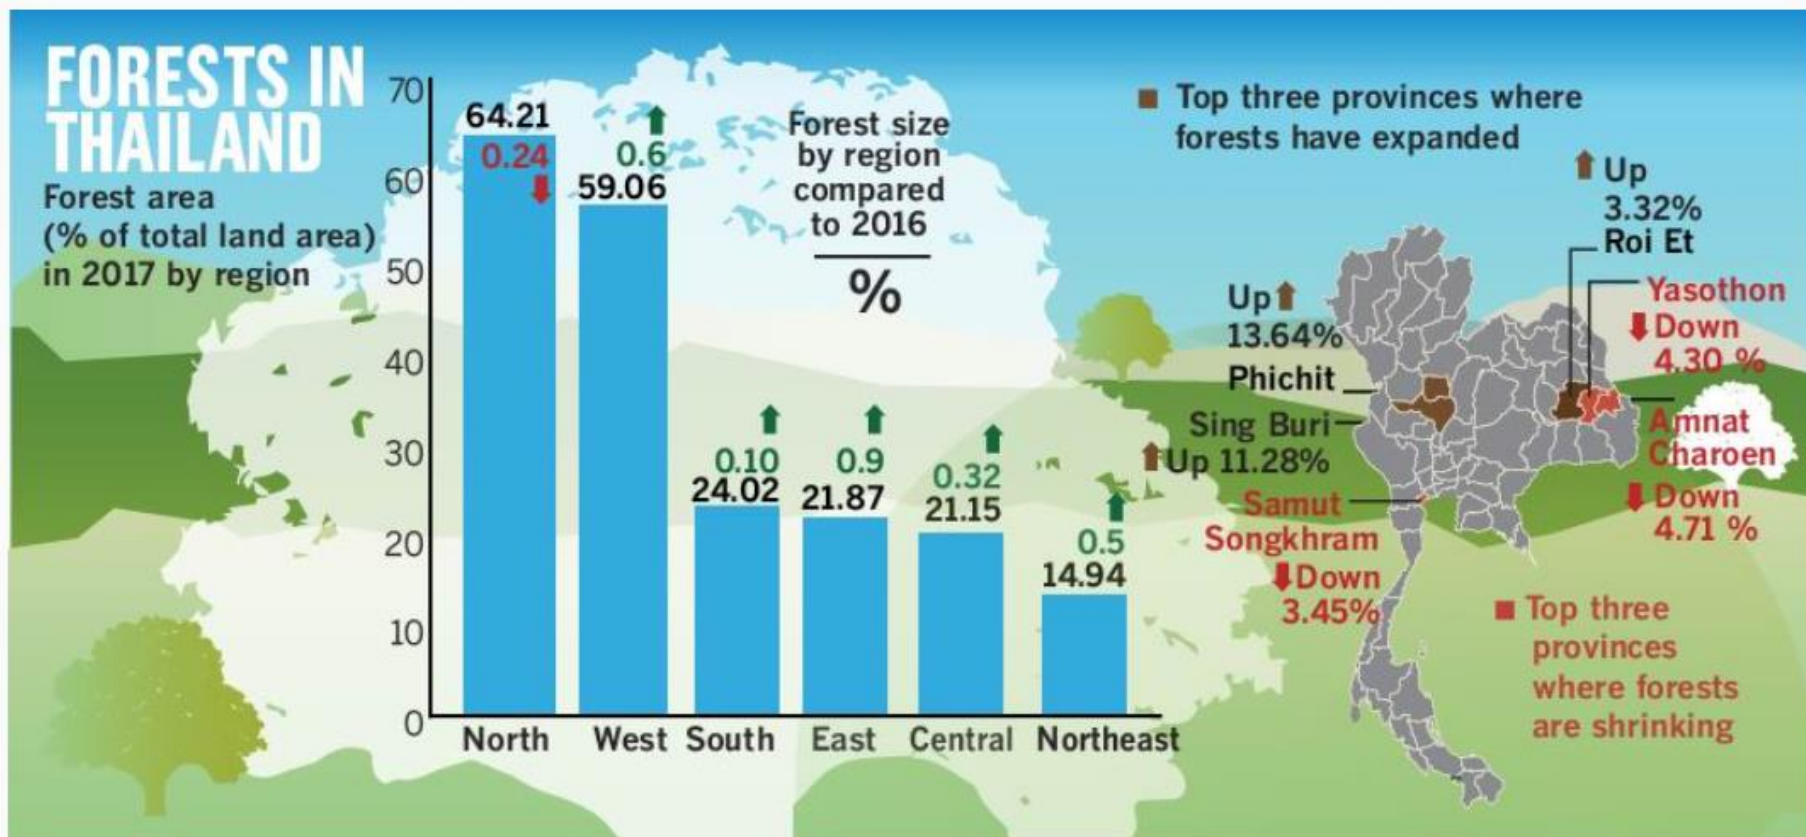 FORESTS IN
THAILAND
Forest area
(% of total land area)
in 2017 by region
70
60
50
40
30
20
10
0
64.21
0.24
0.6
59.06
0.10
24.02
0.9
21.87
0.32
21.15
0.5
14.94
North
West
South
East
Central
Northeast
Forest size
by region
compared
to 2016
%
Top three provinces where
forests have expanded
Up
3.32%
Roi Et
Yasothon
Down
4.30 %
Up
13.64%
Phichit
Sing Buri
Up 11.28%
Amnat
Charoen
Down
4.71 %
Samut
Songkhram
Down
3.45%
Top three
provinces
where forests
are shrinking